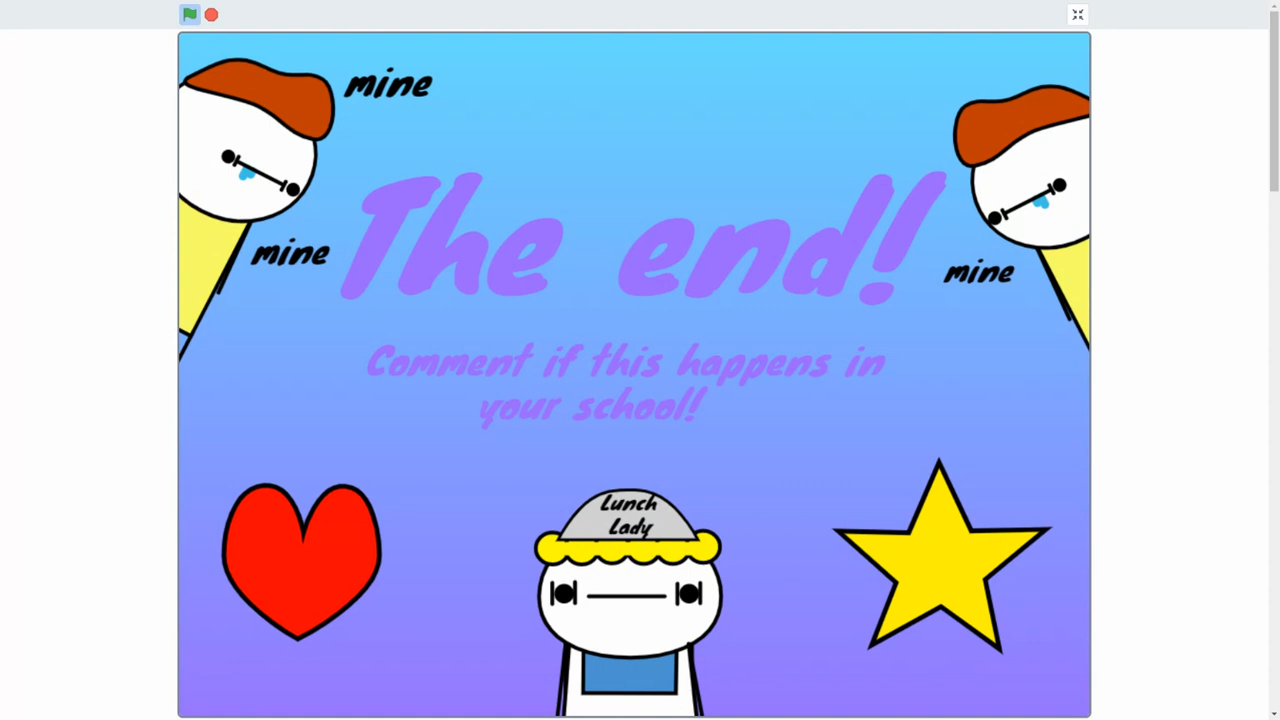 mine
The end!
mine
mine
Comment if this happens in
your school!
Lunch
Lady